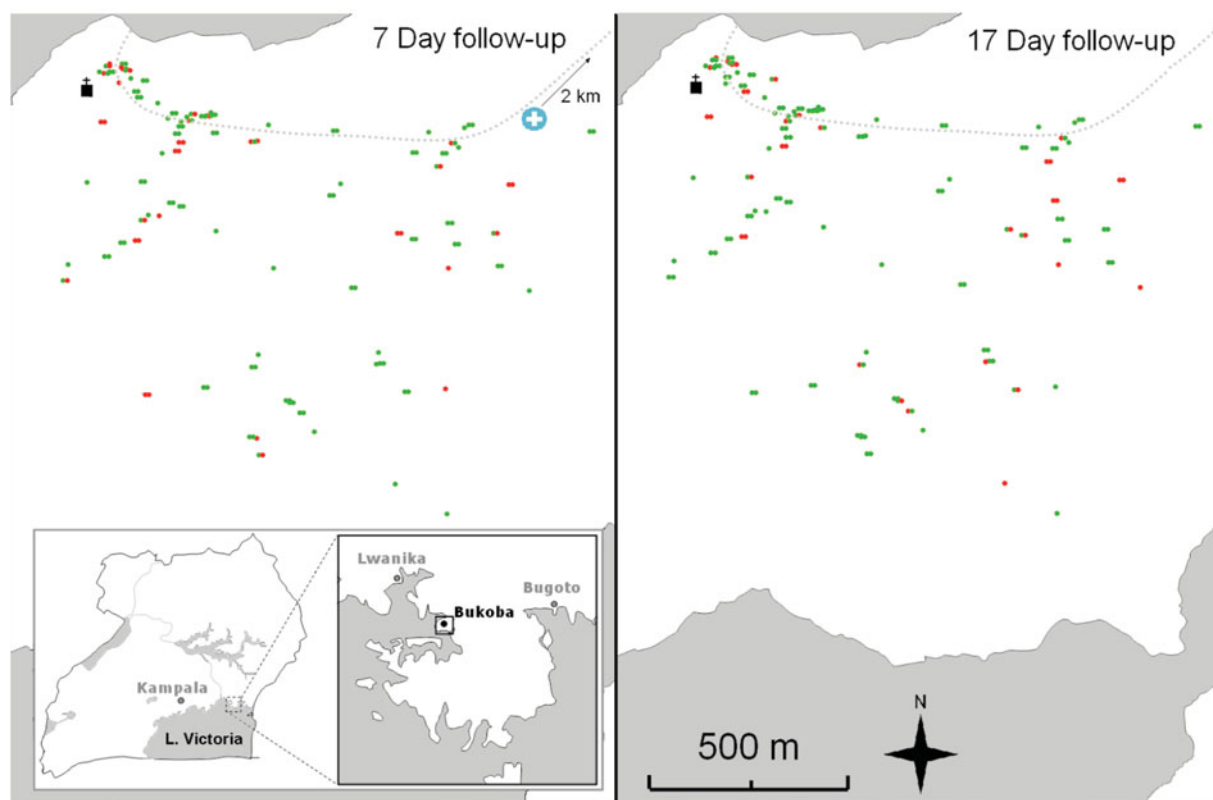 7 Day follow-up
2 km
17 Day follow-up
Lwanika
Bugoto
Bukoba
Kampala
L. Victoria
N
500 m